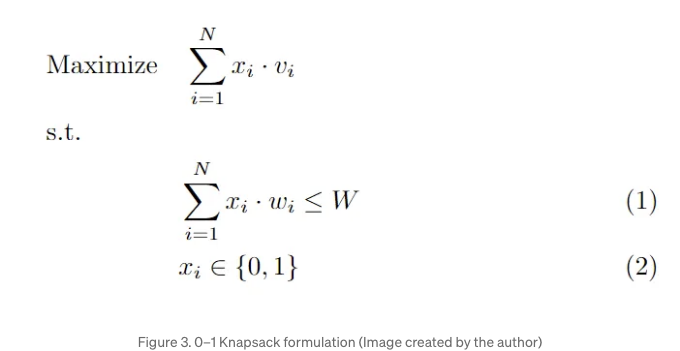 Maximize \sum_{i=1}^{N} x_i \cdot v_i
s.t.
\sum_{i=1}^{N} x_i \cdot w_i \leq W (1)
x_i \in \{0, 1\} (2)
Figure 3. 0–1 Knapsack formulation (Image created by the author)